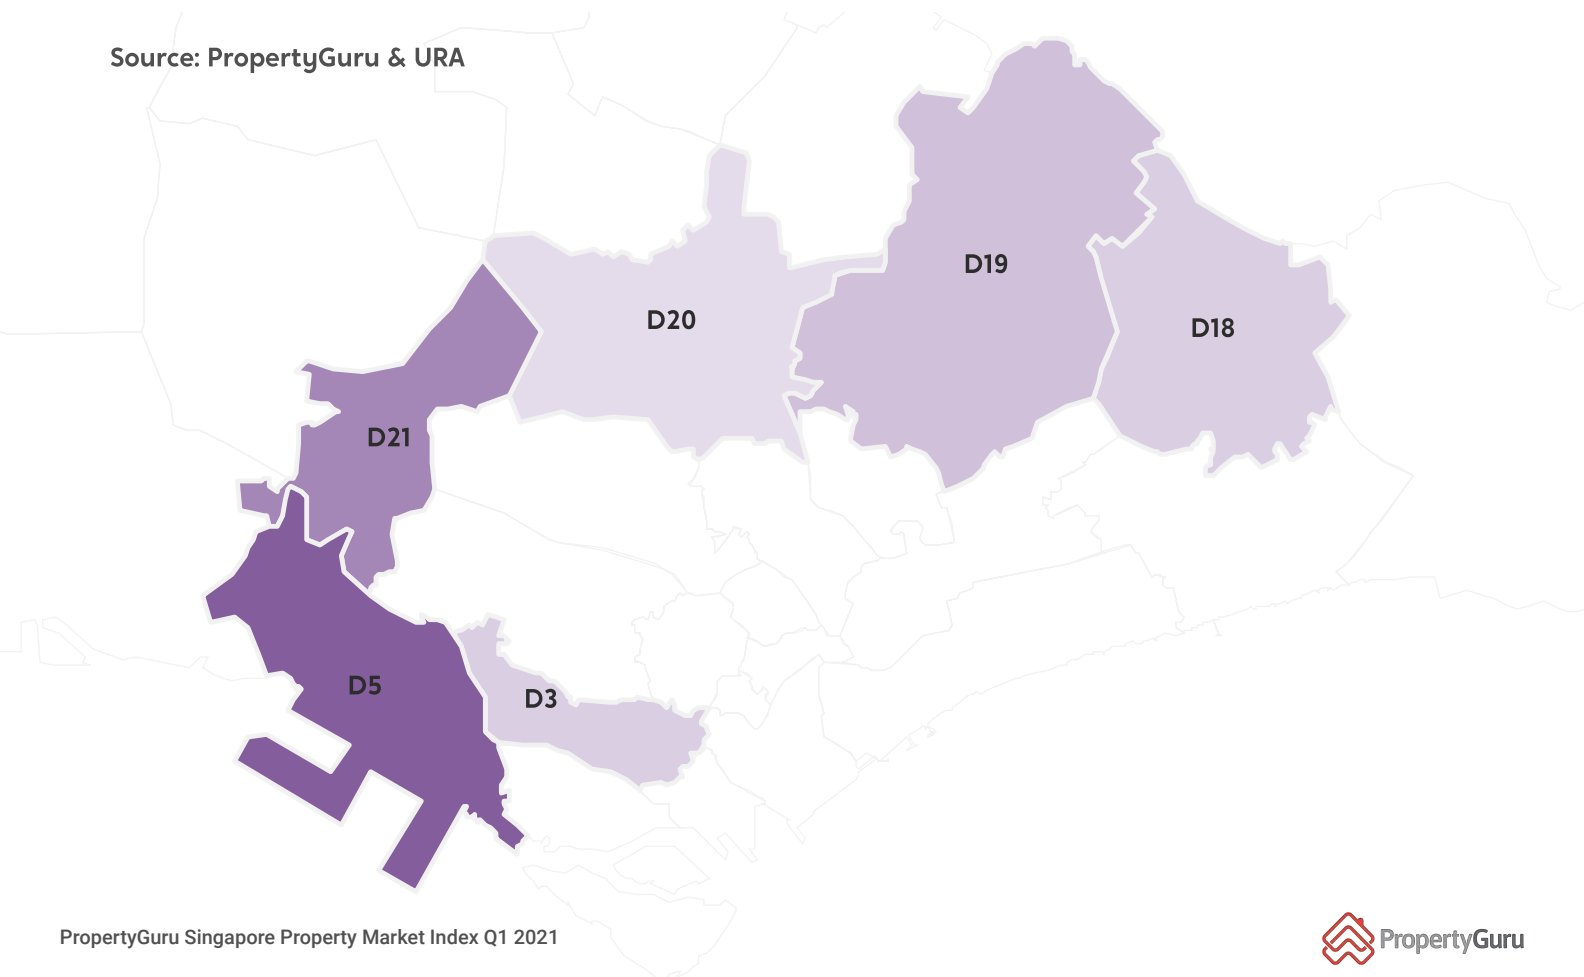 Source: PropertyGuru & URA
D19
D20
D18
D21
D5
D3
PropertyGuru Singapore Property Market Index Q1 2021
PropertyGuru